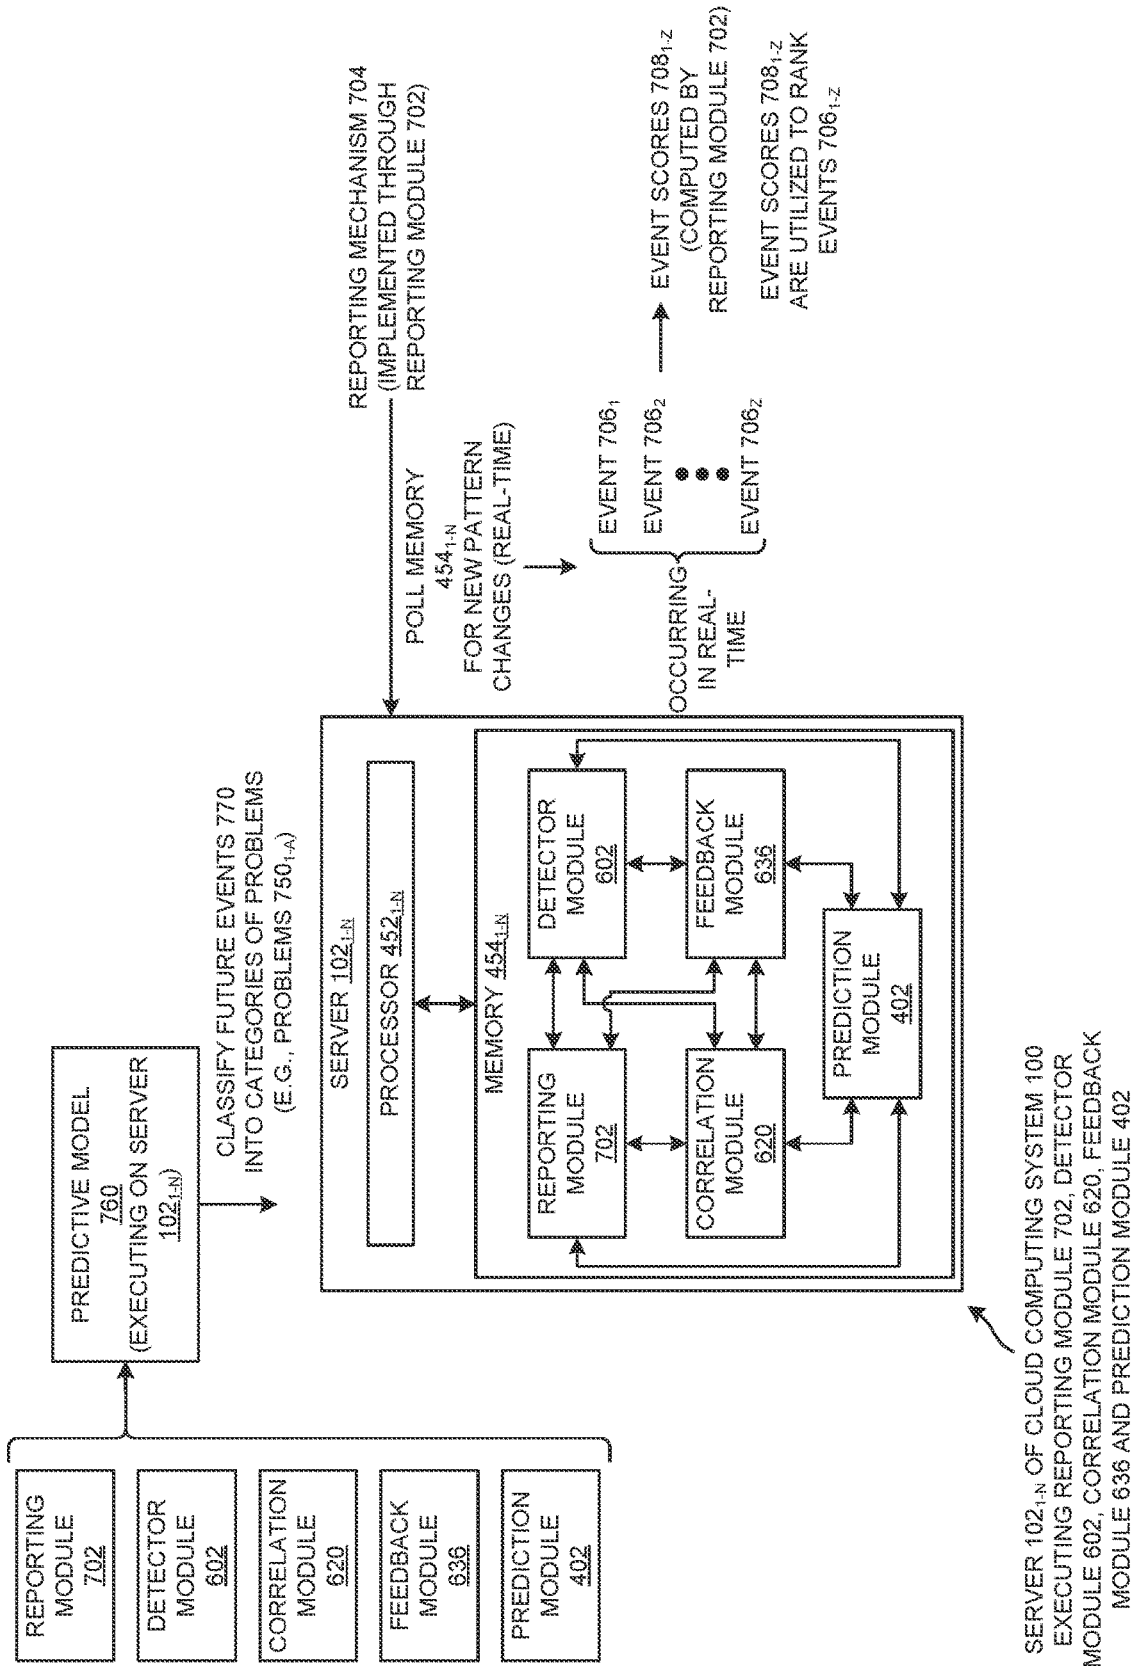 REPORTING
MODULE
702
DETECTOR
MODULE
602
CORRELATION
MODULE
620
FEEDBACK
MODULE
636
PREDICTION
MODULE
402
PREDICTIVE MODEL
760
(EXECUTING ON SERVER
102₁₋N)
CLASSIFY FUTURE EVENTS 770
INTO CATEGORIES OF PROBLEMS
(E.G., PROBLEMS 750₁₋A)
SERVER 102₁₋N
PROCESSOR 452₁₋N
MEMORY 454₁₋N
REPORTING
MODULE
702
DETECTOR
MODULE
602
CORRELATION
MODULE
620
FEEDBACK
MODULE
636
PREDICTION
MODULE
402
REPORTING MECHANISM 704
(IMPLEMENTED THROUGH
REPORTING MODULE 702)
POLL MEMORY
454₁₋N
FOR NEW PATTERN
CHANGES (REAL-TIME)
OCCURRING
IN REAL-
TIME
EVENT 706₁
EVENT 706₂
EVENT 706Z
EVENT SCORES 708₁₋Z
(COMPUTED BY
REPORTING MODULE 702)
EVENT SCORES 708₁₋Z
ARE UTILIZED TO RANK
EVENTS 706₁₋Z
SERVER 102₁₋N OF CLOUD COMPUTING SYSTEM 100
EXECUTING REPORTING MODULE 702, DETECTOR
MODULE 602, CORRELATION MODULE 620, FEEDBACK
MODULE 636 AND PREDICTION MODULE 402